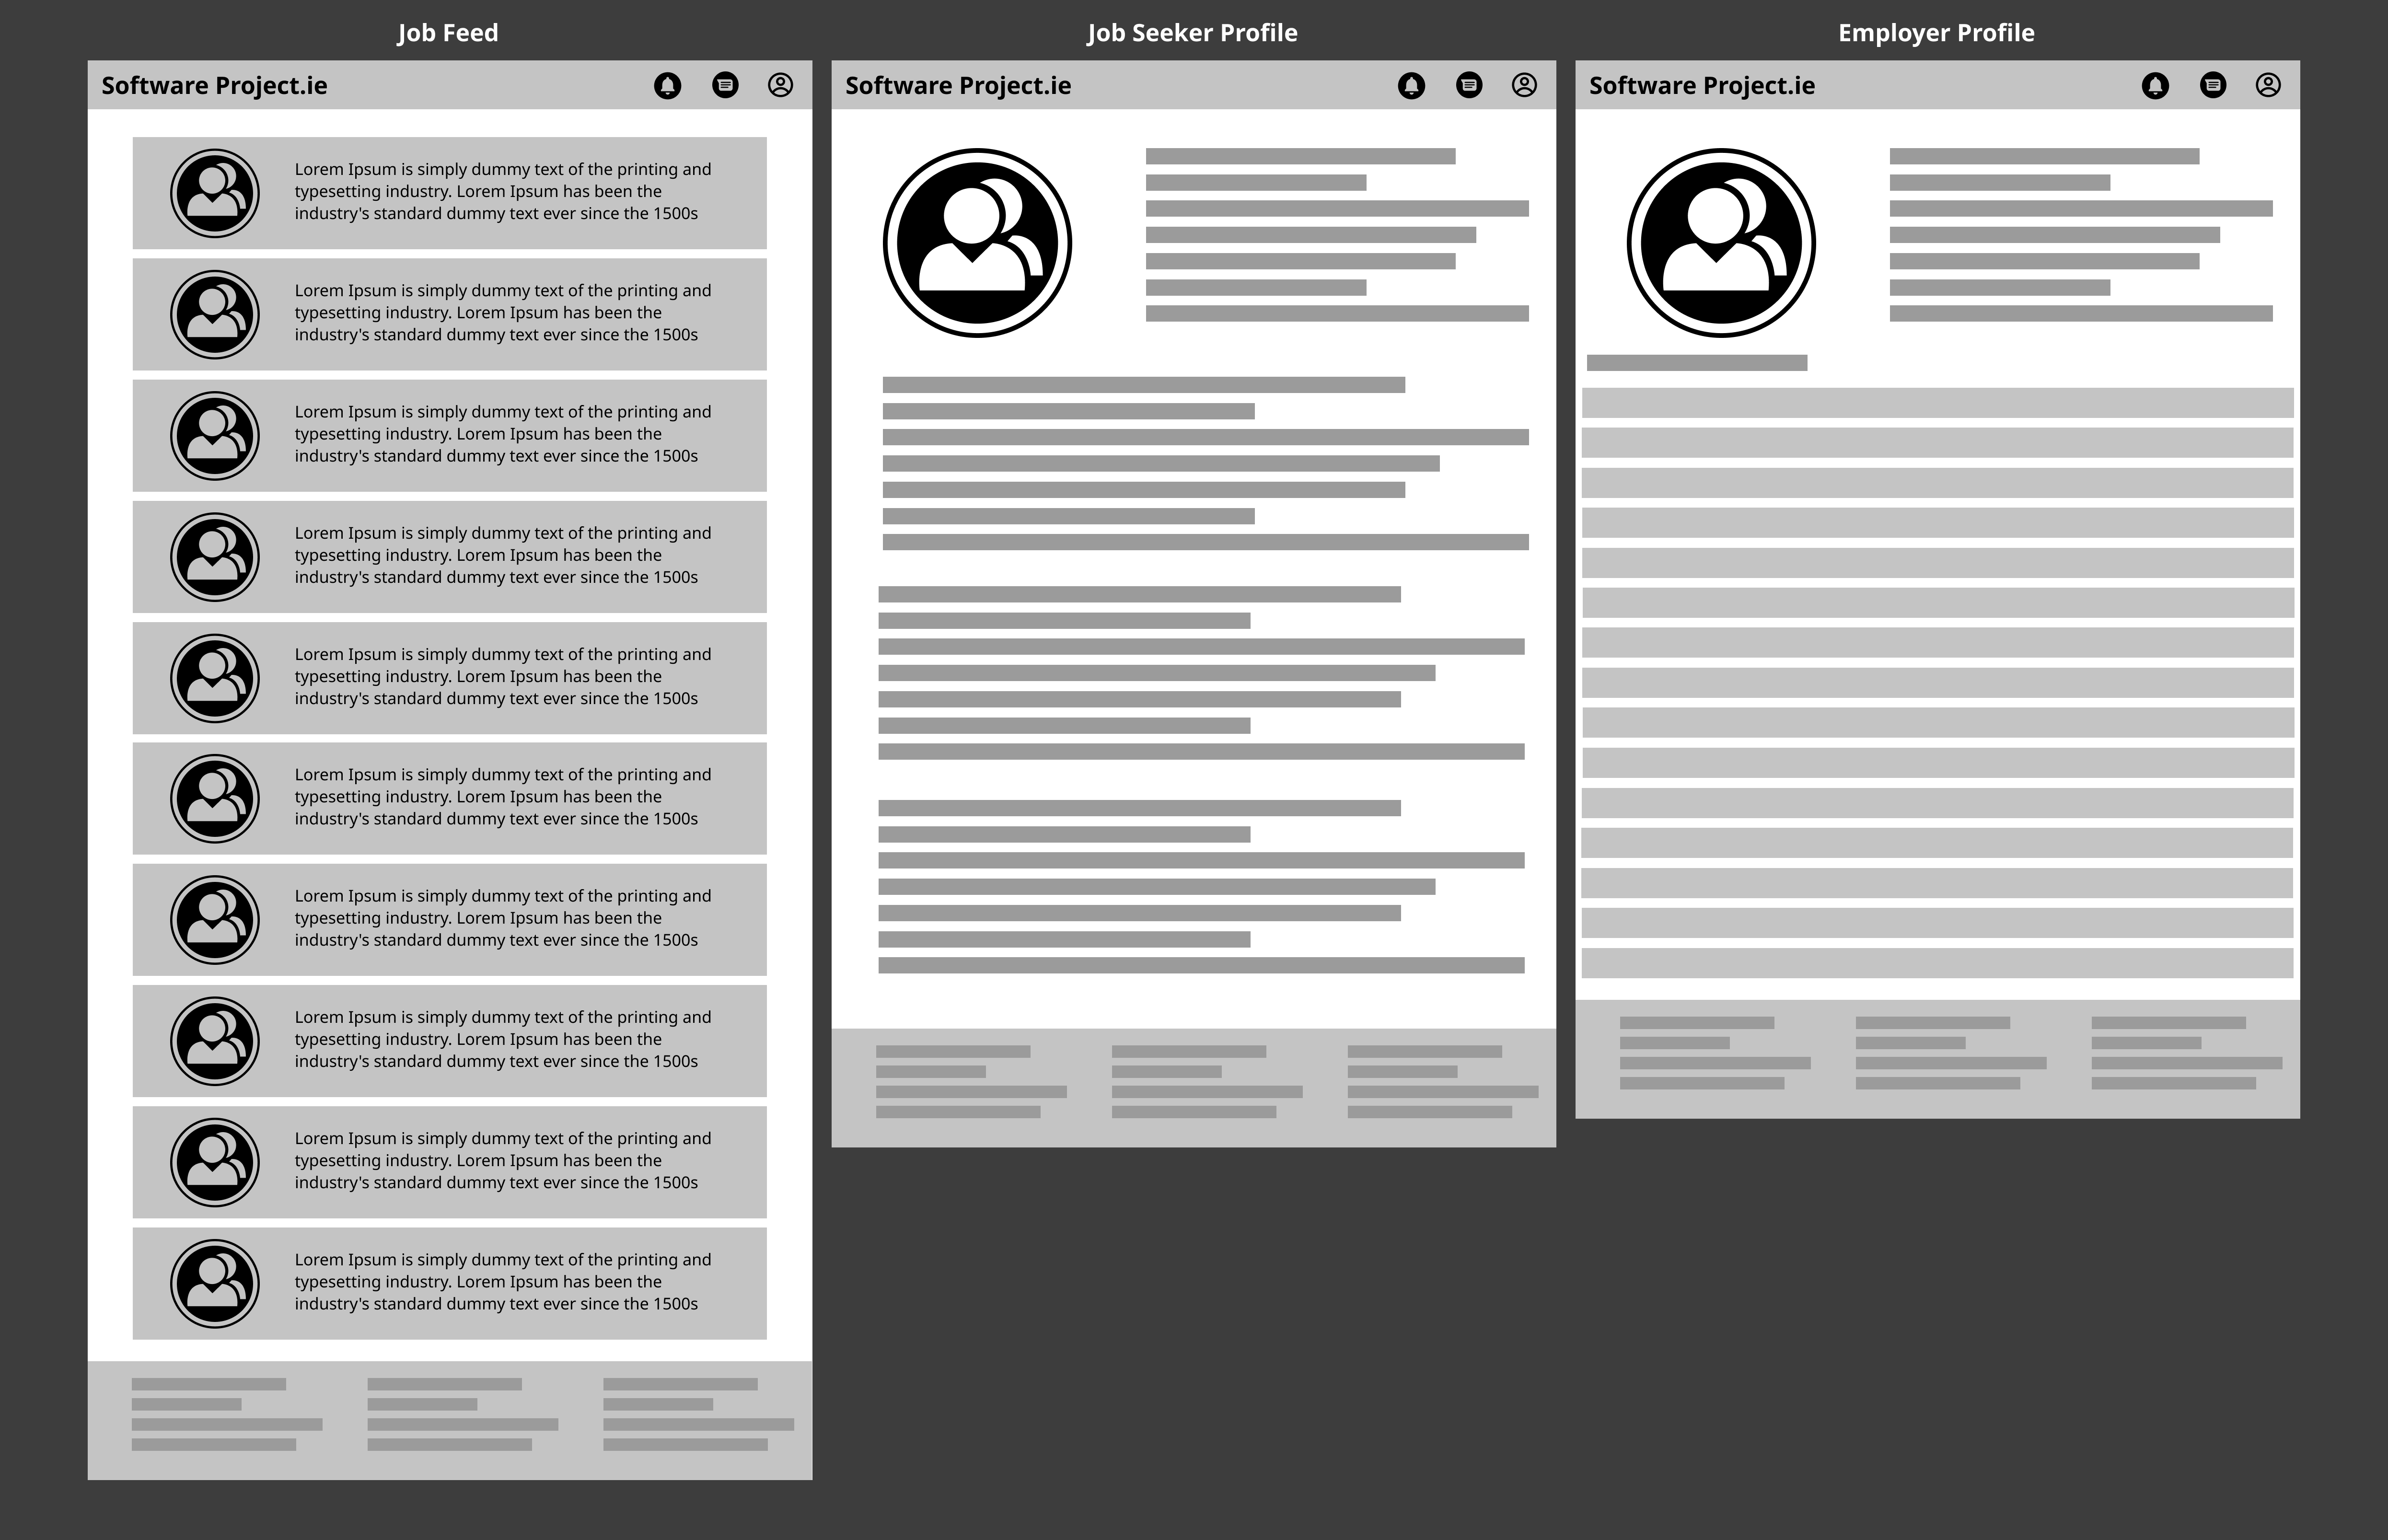 Job Feed
Job Seeker Profile
Employer Profile
Software Project.ie
Software Project.ie
Software Project.ie
Lorem Ipsum is simply dummy text of the printing and
typesetting industry. Lorem Ipsum has been the
industry's standard dummy text ever since the 1500s
Lorem Ipsum is simply dummy text of the printing and
typesetting industry. Lorem Ipsum has been the
industry's standard dummy text ever since the 1500s
Lorem Ipsum is simply dummy text of the printing and
typesetting industry. Lorem Ipsum has been the
industry's standard dummy text ever since the 1500s
Lorem Ipsum is simply dummy text of the printing and
typesetting industry. Lorem Ipsum has been the
industry's standard dummy text ever since the 1500s
Lorem Ipsum is simply dummy text of the printing and
typesetting industry. Lorem Ipsum has been the
industry's standard dummy text ever since the 1500s
Lorem Ipsum is simply dummy text of the printing and
typesetting industry. Lorem Ipsum has been the
industry's standard dummy text ever since the 1500s
Lorem Ipsum is simply dummy text of the printing and
typesetting industry. Lorem Ipsum has been the
industry's standard dummy text ever since the 1500s
Lorem Ipsum is simply dummy text of the printing and
typesetting industry. Lorem Ipsum has been the
industry's standard dummy text ever since the 1500s
Lorem Ipsum is simply dummy text of the printing and
typesetting industry. Lorem Ipsum has been the
industry's standard dummy text ever since the 1500s
Lorem Ipsum is simply dummy text of the printing and
typesetting industry. Lorem Ipsum has been the
industry's standard dummy text ever since the 1500s